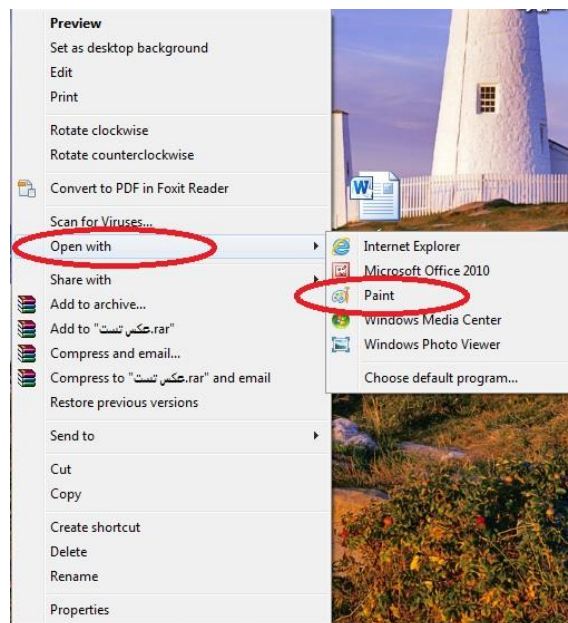 Preview
Set as desktop background
Edit
Print
Rotate clockwise
Rotate counterclockwise
Convert to PDF in Foxit Reader
Scan for Viruses...
Open with
Share with
Add to archive...
Add to "عکس تست.rar"
Compress and email...
Compress to "عکس تست.rar" and email
Restore previous versions
Send to
Cut
Copy
Create shortcut
Delete
Rename
Properties
W
Internet Explorer
Microsoft Office 2010
Paint
Windows Media Center
Windows Photo Viewer
Choose default program...